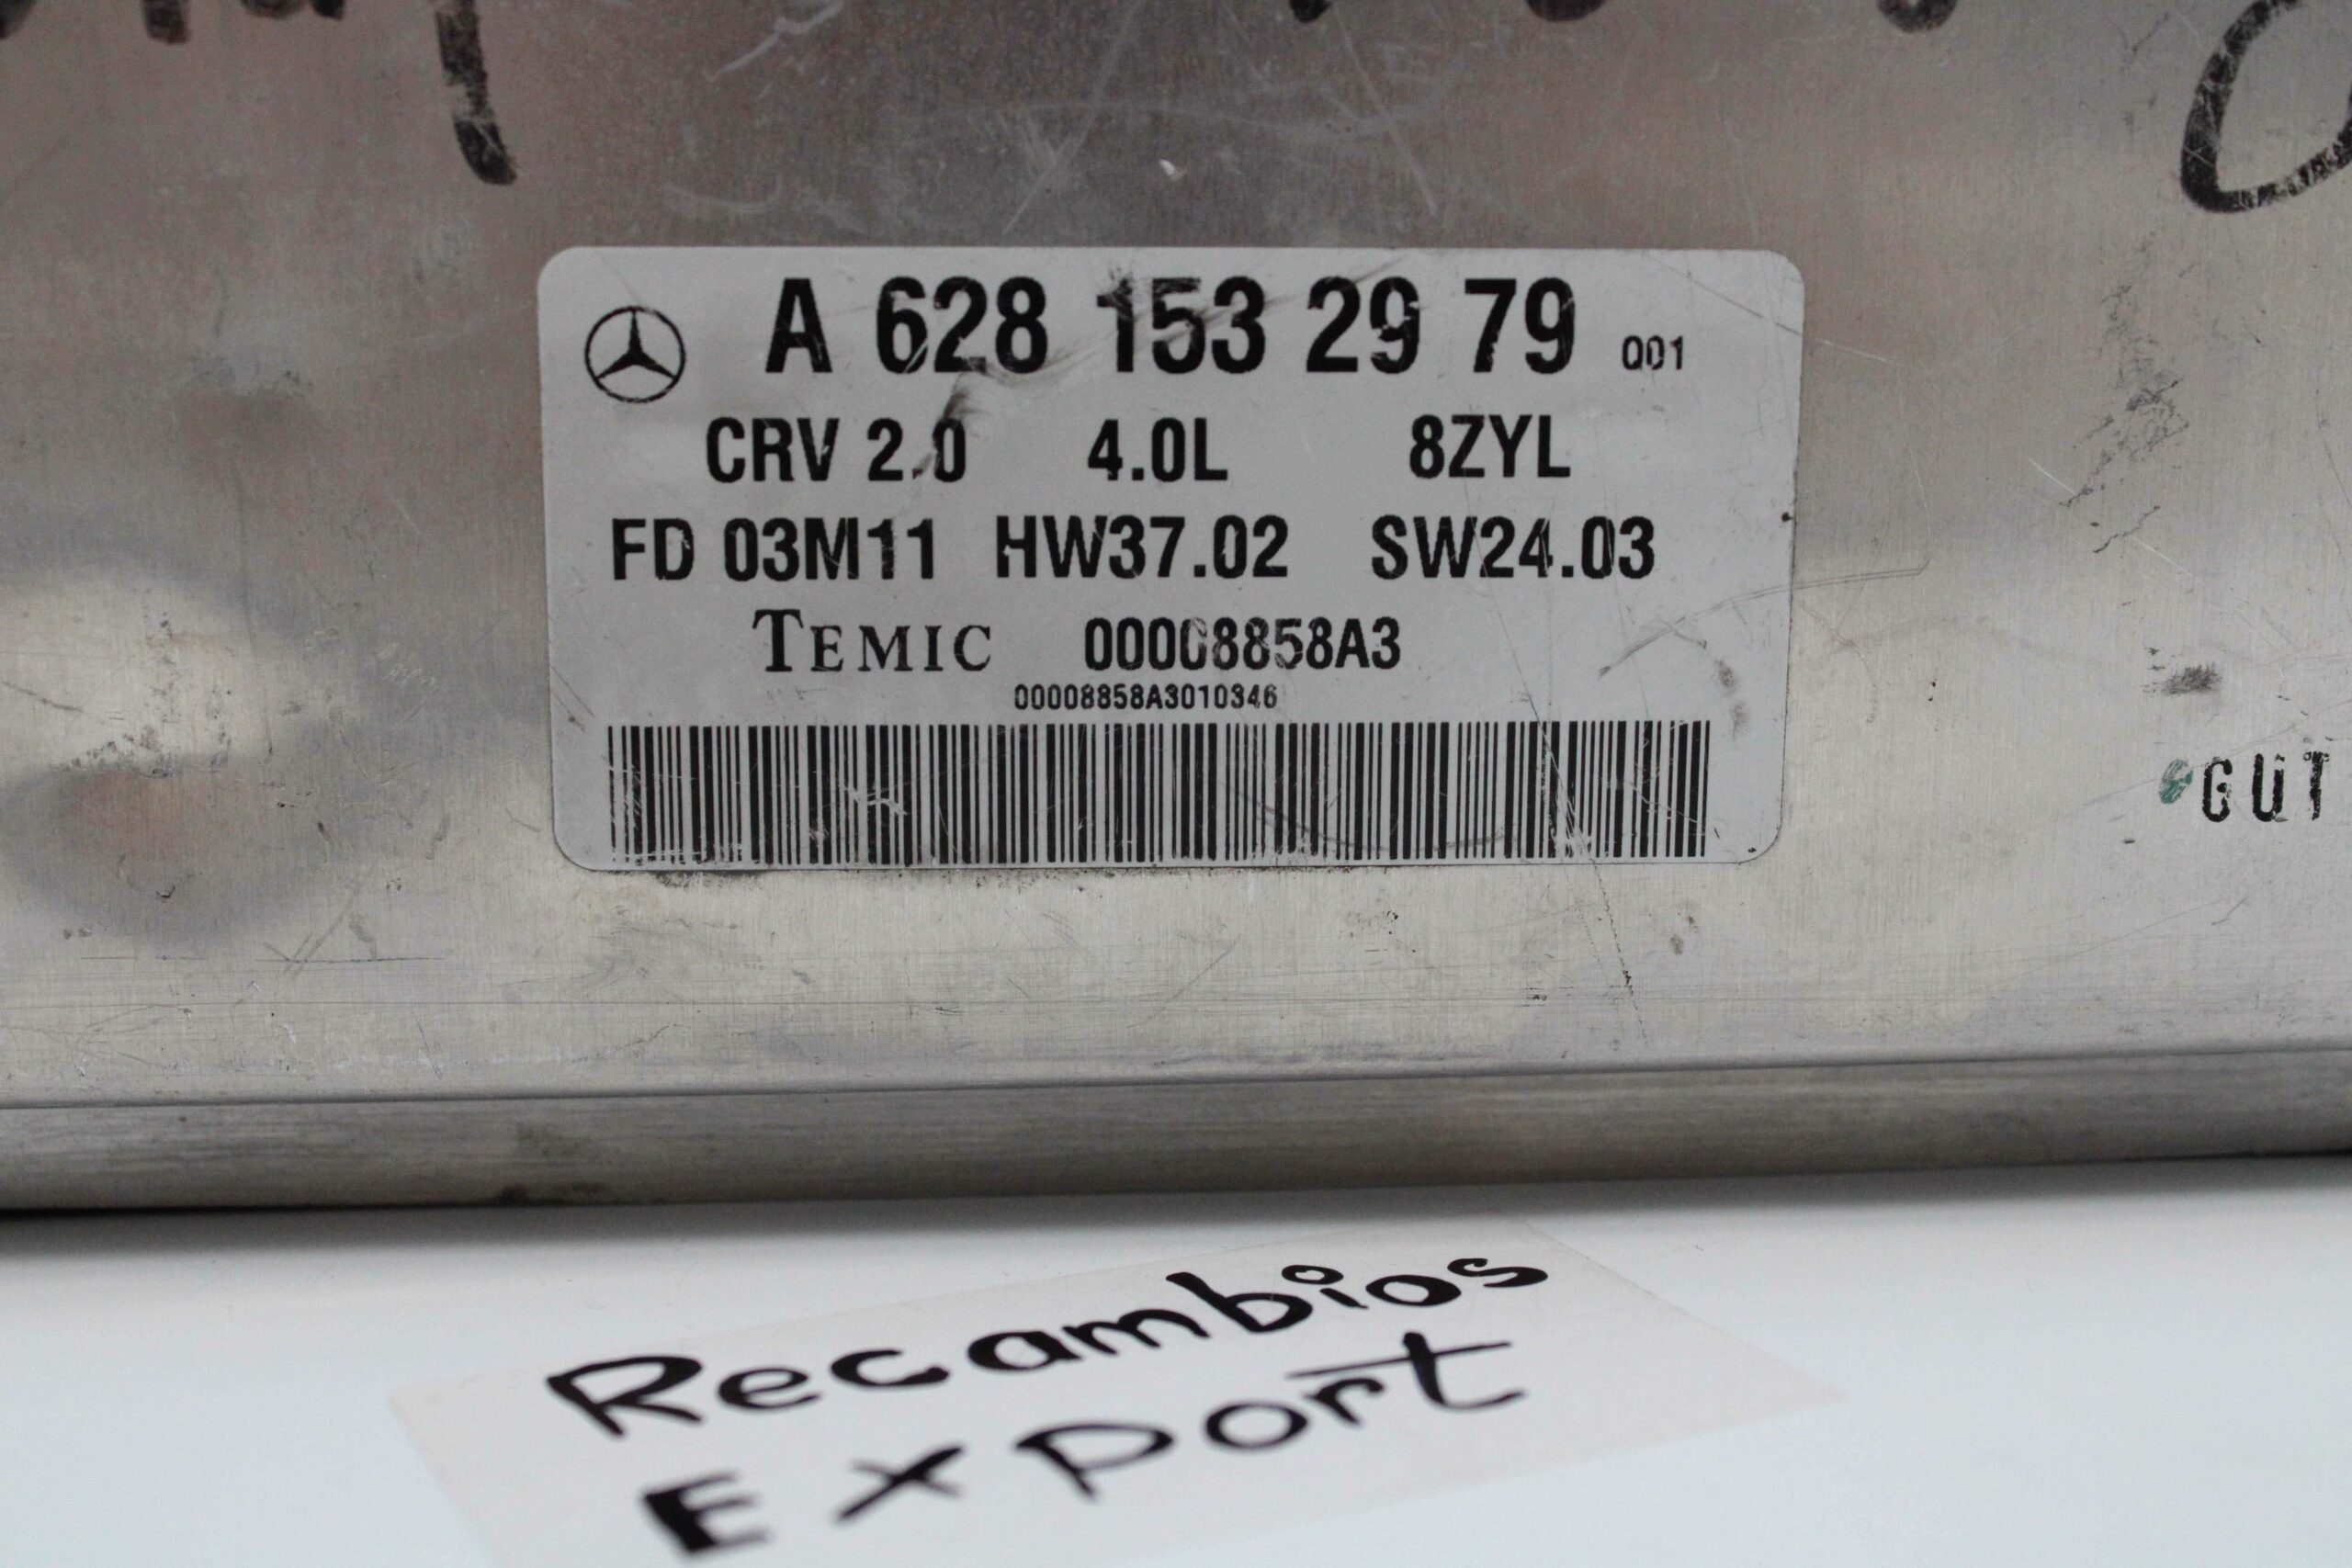 A 628 153 29 79 Q01
CRV 2.0 4.0L 8ZYL
FD 03M11 HW37.02 SW24.03
TEMIC 00008858A3
00008858A3010346
GUT
Recambios
Export